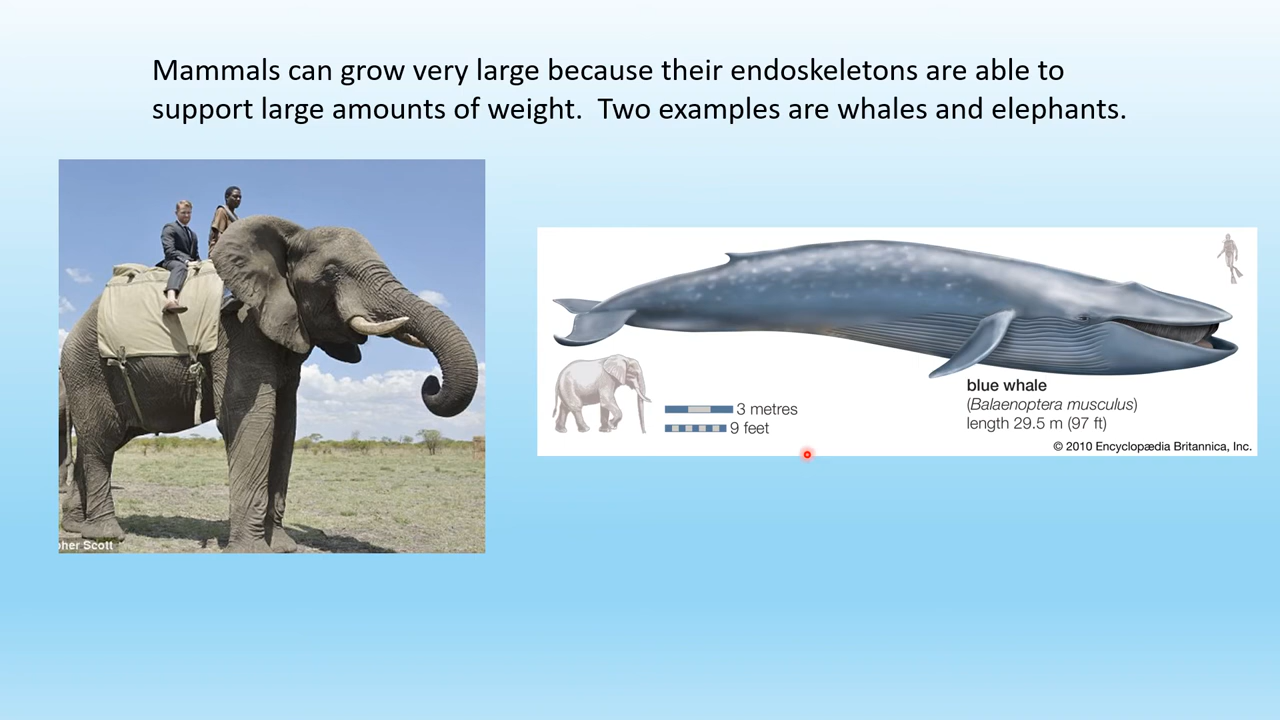 Mammals can grow very large because their endoskeletons are able to
support large amounts of weight.  Two examples are whales and elephants.
pher Scott
3 metres
9 feet
blue whale
(Balaenoptera musculus)
length 29.5 m (97 ft)
© 2010 Encyclopædia Britannica, Inc.